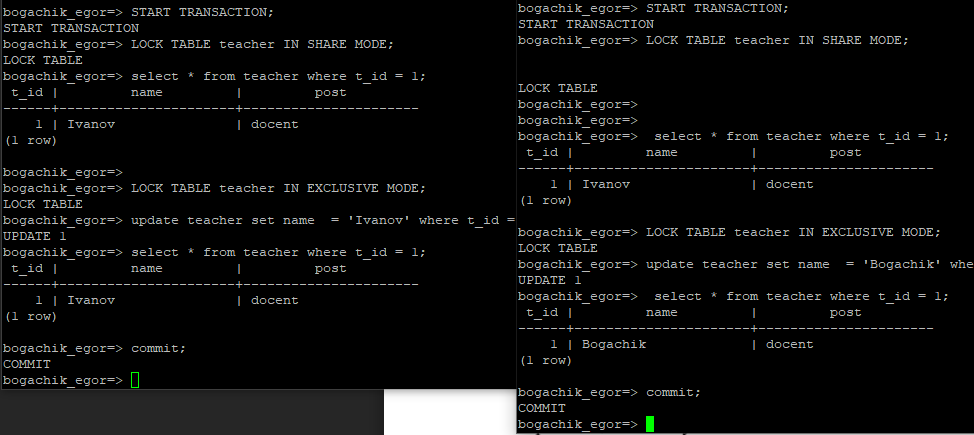 bogachik_egor=> START TRANSACTION;
START TRANSACTION
bogachik_egor=> LOCK TABLE teacher IN SHARE MODE;
LOCK TABLE
bogachik_egor=> select * from teacher where t_id = 1;
 t_id |         name         |         post
------+----------------------+----------------------
    1 | Ivanov               | docent
(1 row)
bogachik_egor=>
bogachik_egor=> LOCK TABLE teacher IN EXCLUSIVE MODE;
LOCK TABLE
bogachik_egor=> update teacher set name  = 'Ivanov' where t_id =
UPDATE 1
bogachik_egor=> select * from teacher where t_id = 1;
 t_id |         name         |         post
------+----------------------+----------------------
    1 | Ivanov               | docent
(1 row)
bogachik_egor=> commit;
COMMIT
bogachik_egor=>
bogachik_egor=> START TRANSACTION;
START TRANSACTION
bogachik_egor=> LOCK TABLE teacher IN SHARE MODE;
LOCK TABLE
bogachik_egor=>
bogachik_egor=>
bogachik_egor=>  select * from teacher where t_id = 1;
 t_id |         name         |         post
------+----------------------+----------------------
    1 | Ivanov               | docent
(1 row)
bogachik_egor=> LOCK TABLE teacher IN EXCLUSIVE MODE;
LOCK TABLE
bogachik_egor=> update teacher set name  = 'Bogachik' whe
UPDATE 1
bogachik_egor=>  select * from teacher where t_id = 1;
 t_id |         name         |         post
------+----------------------+----------------------
    1 | Bogachik             | docent
(1 row)
bogachik_egor=> commit;
COMMIT
bogachik_egor=>